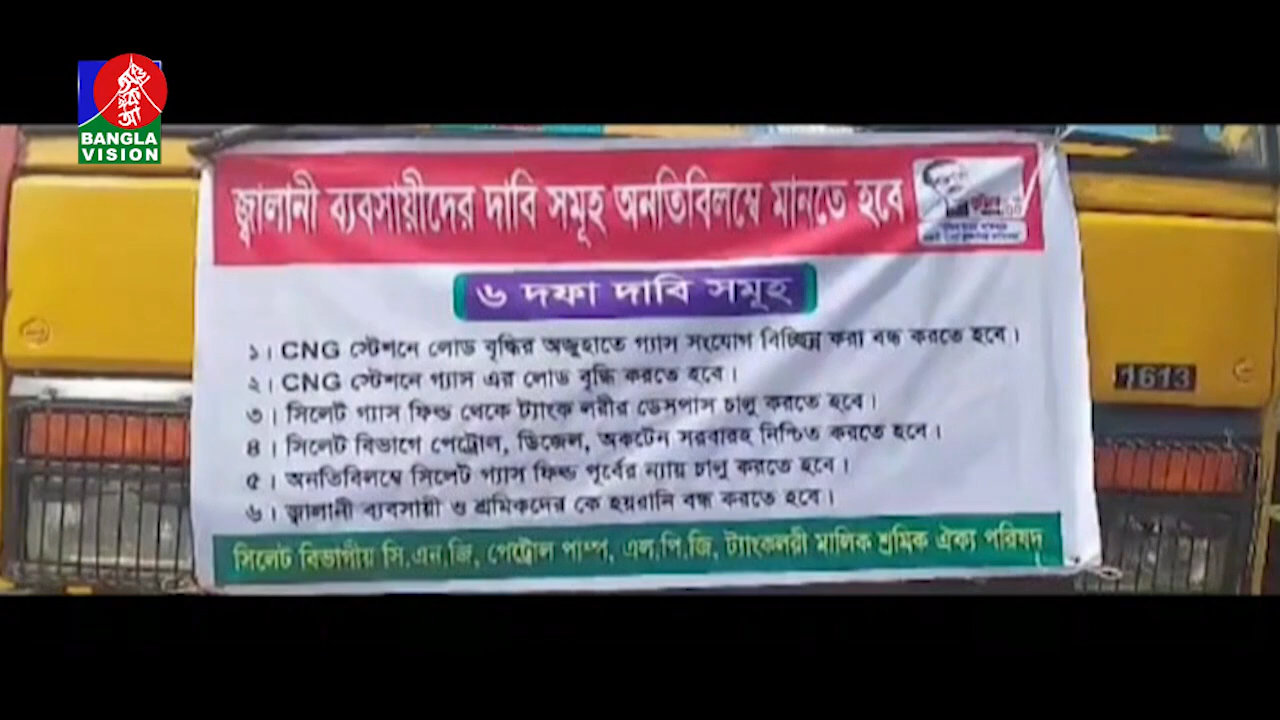 BANGLA
VISION
জ্বালানী ব্যবসায়ীদের দাবি সমূহ অনতিবিলম্বে মানতে হবে
৬ দফা দাবি সমূহ
১। CNG স্টেশনে লোড বৃদ্ধির অজুহাতে গ্যাস সংযোগ বিচ্ছিন্ন করা বন্ধ করতে হবে।
২। CNG স্টেশনে গ্যাস এর লোড বৃদ্ধি করতে হবে।
৩। সিলেট গ্যাস ফিল্ড থেকে ট্যাংক লরীর ডেসপাস চালু করতে হবে।
৪। সিলেট বিভাগে পেট্রোল, ডিজেল, অকটেন সরবারহ নিশ্চিত করতে হবে।
৫। অনতিবিলম্বে সিলেট গ্যাস ফিল্ড পূর্বের ন্যায় চালু করতে হবে।
৬। জ্বালানী ব্যবসায়ী ও শ্রমিকদের কে হয়রানি বন্ধ করতে হবে।
সিলেট বিভাগীয় সি.এন.জি, পেট্রোল পাম্প, এল.পি.জি, ট্যাংকলরী মালিক শ্রমিক ঐক্য পরিষদ
1613